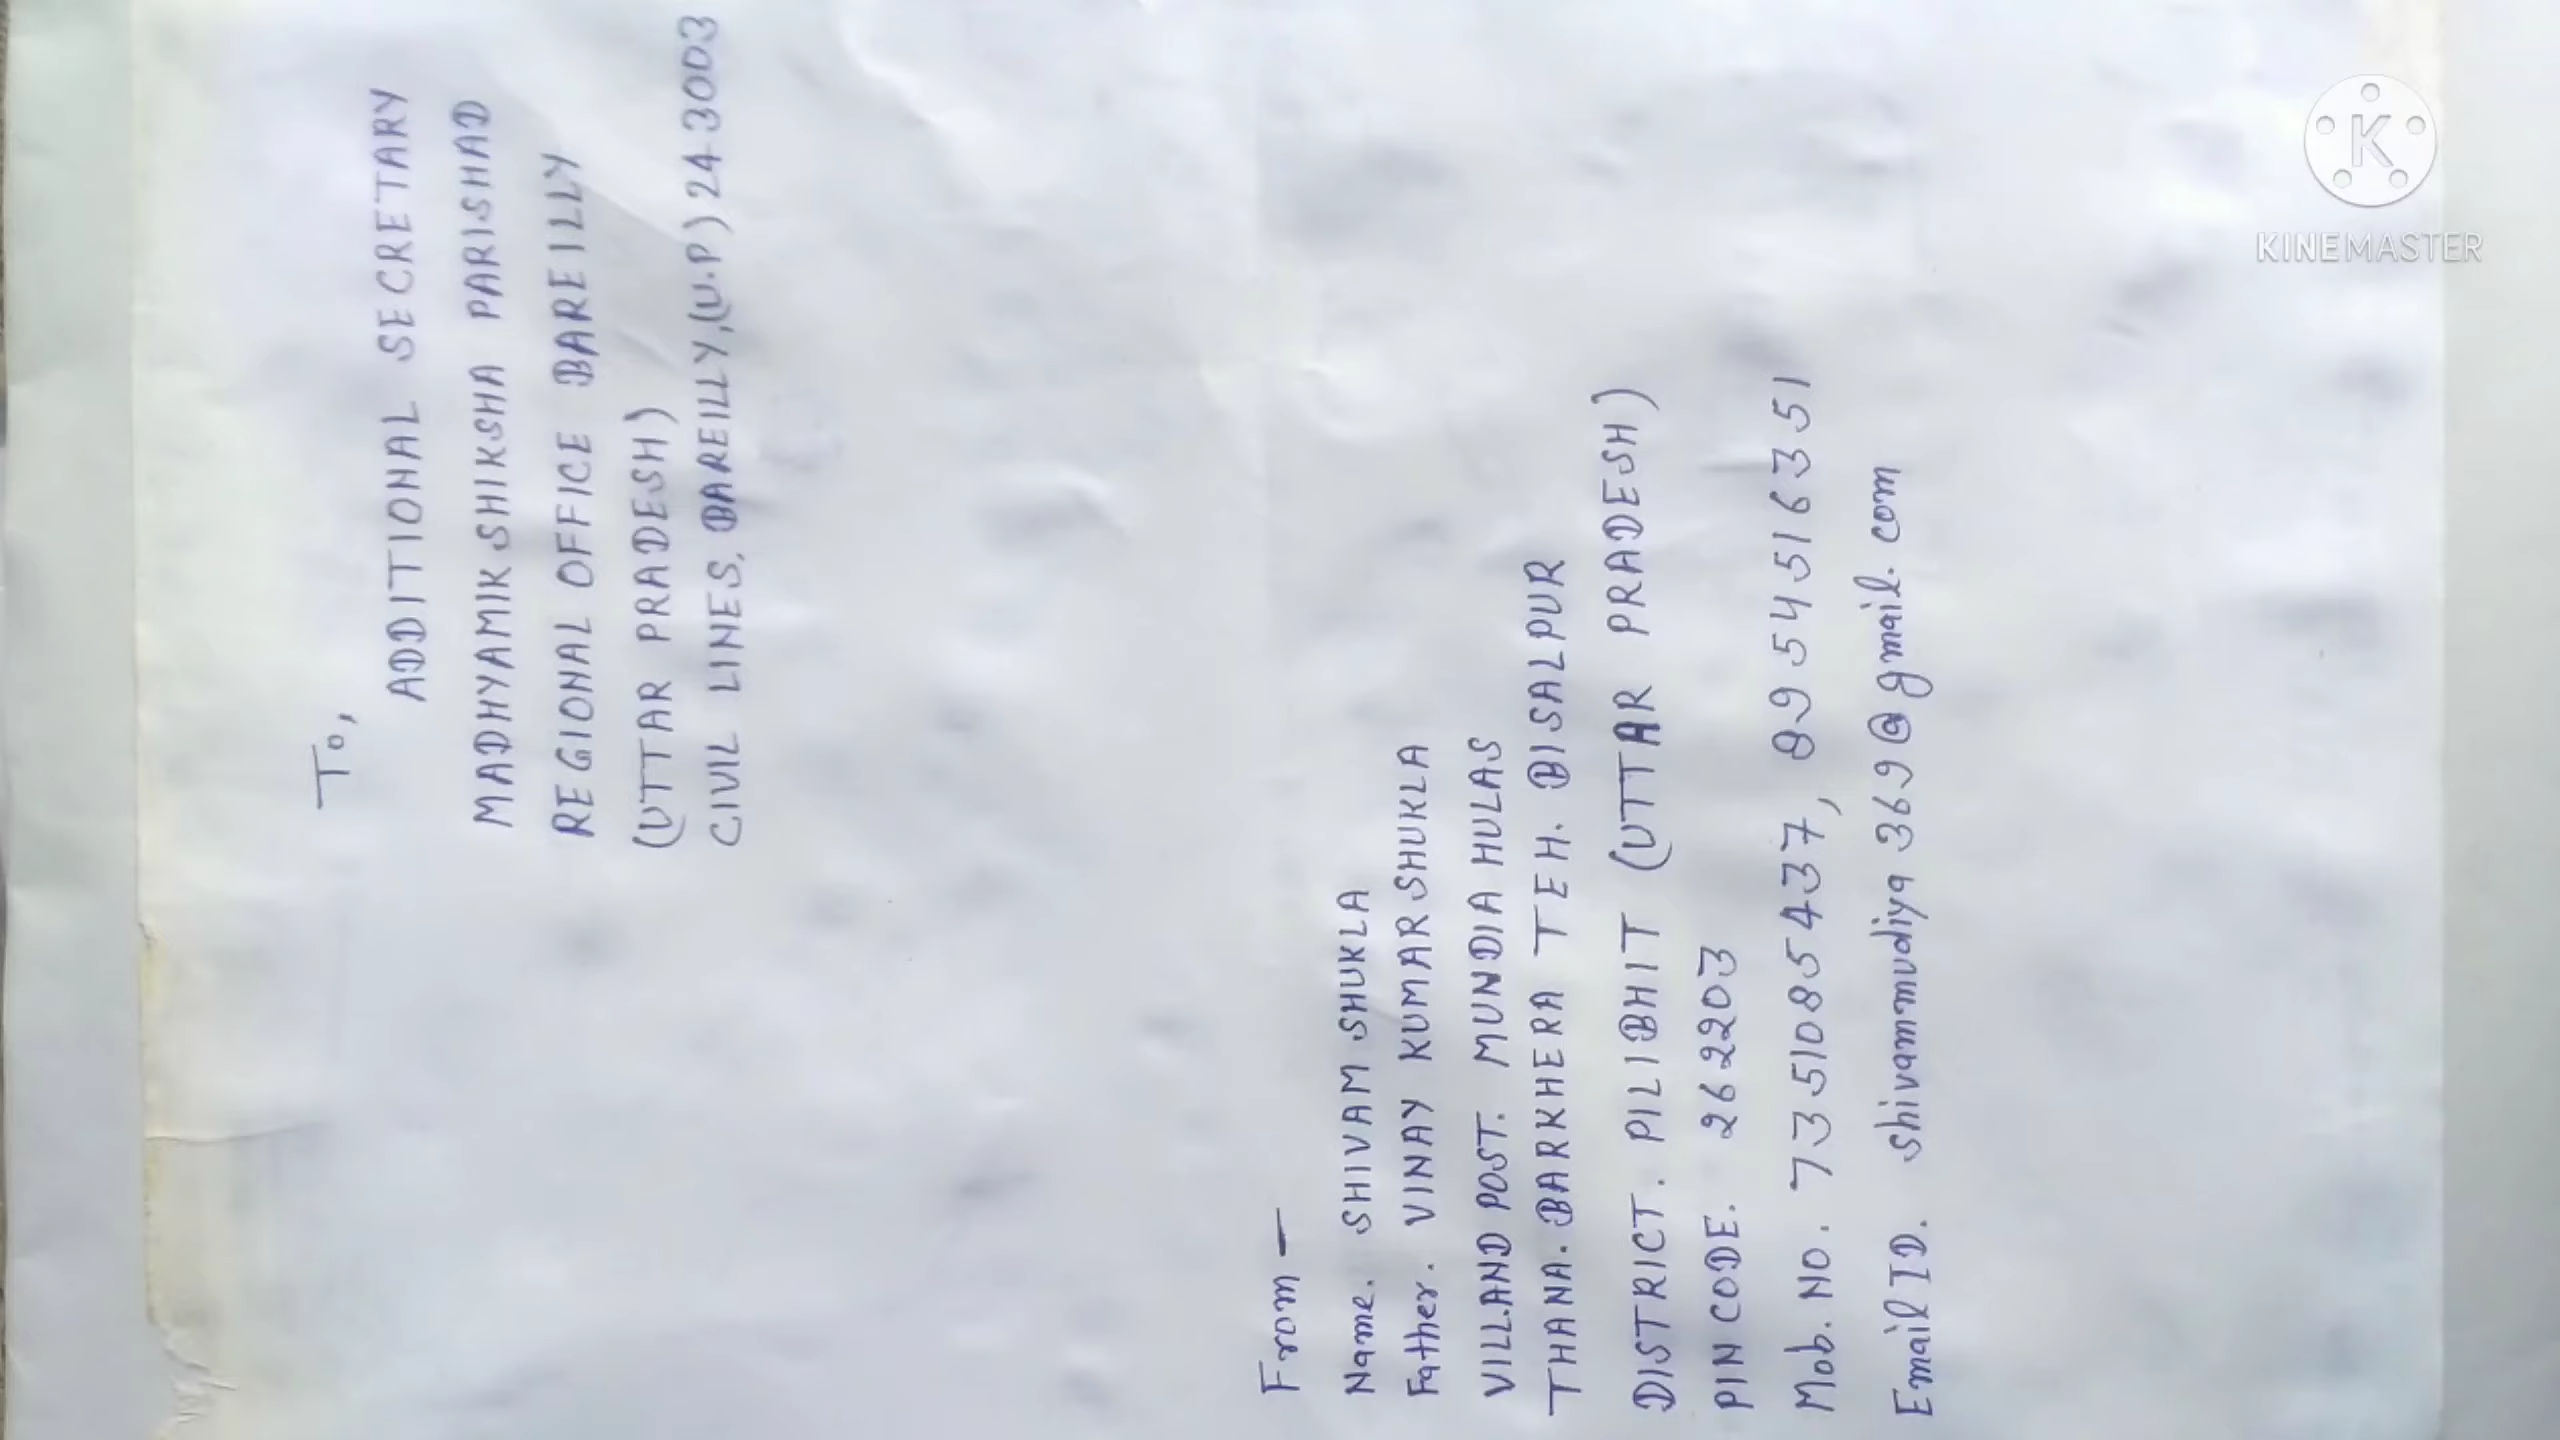 To,
ADDITIONAL SECRETARY
MADHYAMIK SHIKSHA PARISHAD
REGIONAL OFFICE BAREILLY
(UTTAR PRADESH)
CIVIL LINES, BAREILLY,(U.P) 243003
From —
Name. SHIVAM SHUKLA
Father. VINAY KUMAR SHUKLA
VILL.AND POST. MUNDIA HULAS
THANA. BARKHERA TEH. BISALPUR
DISTRICT. PILIBHIT (UTTAR PRADESH)
PIN CODE. 262203
Mob. NO. 7351085437, 8954516351
Email ID. shivammudiya369@gmail.com
KINEMASTER